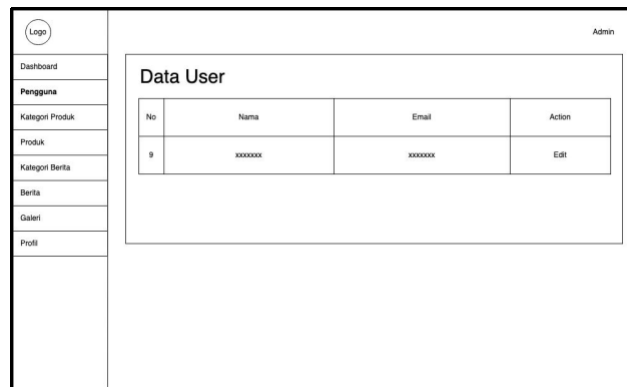 Logo
Admin
Dashboard
Pengguna
Kategori Produk
Produk
Kategori Berita
Berita
Galeri
Profil
Data User
No Nama Email Action
9 xxxxxxx xxxxxxx Edit